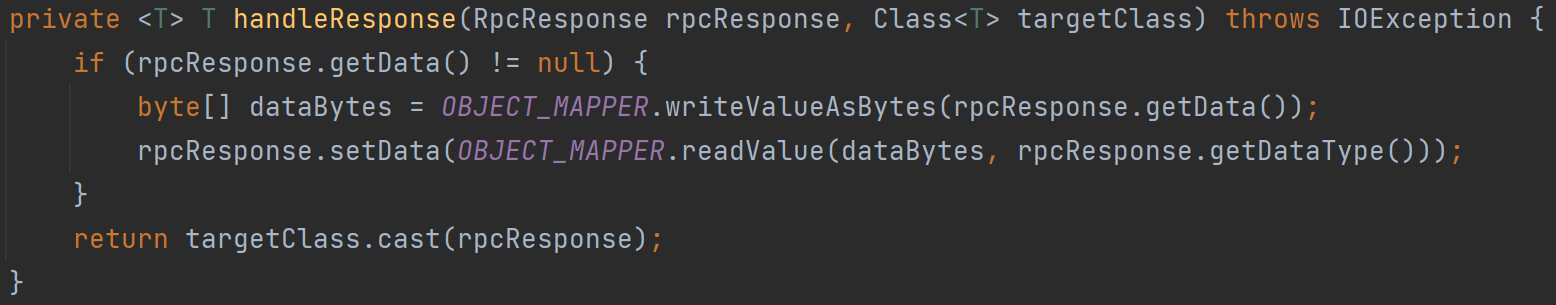 private <T> T handleResponse(RpcResponse rpcResponse, Class<T> targetClass) throws IOException {
    if (rpcResponse.getData() != null) {
        byte[] dataBytes = OBJECT_MAPPER.writeValueAsBytes(rpcResponse.getData());
        rpcResponse.setData(OBJECT_MAPPER.readValue(dataBytes, rpcResponse.getDataType()));
    }
    return targetClass.cast(rpcResponse);
}